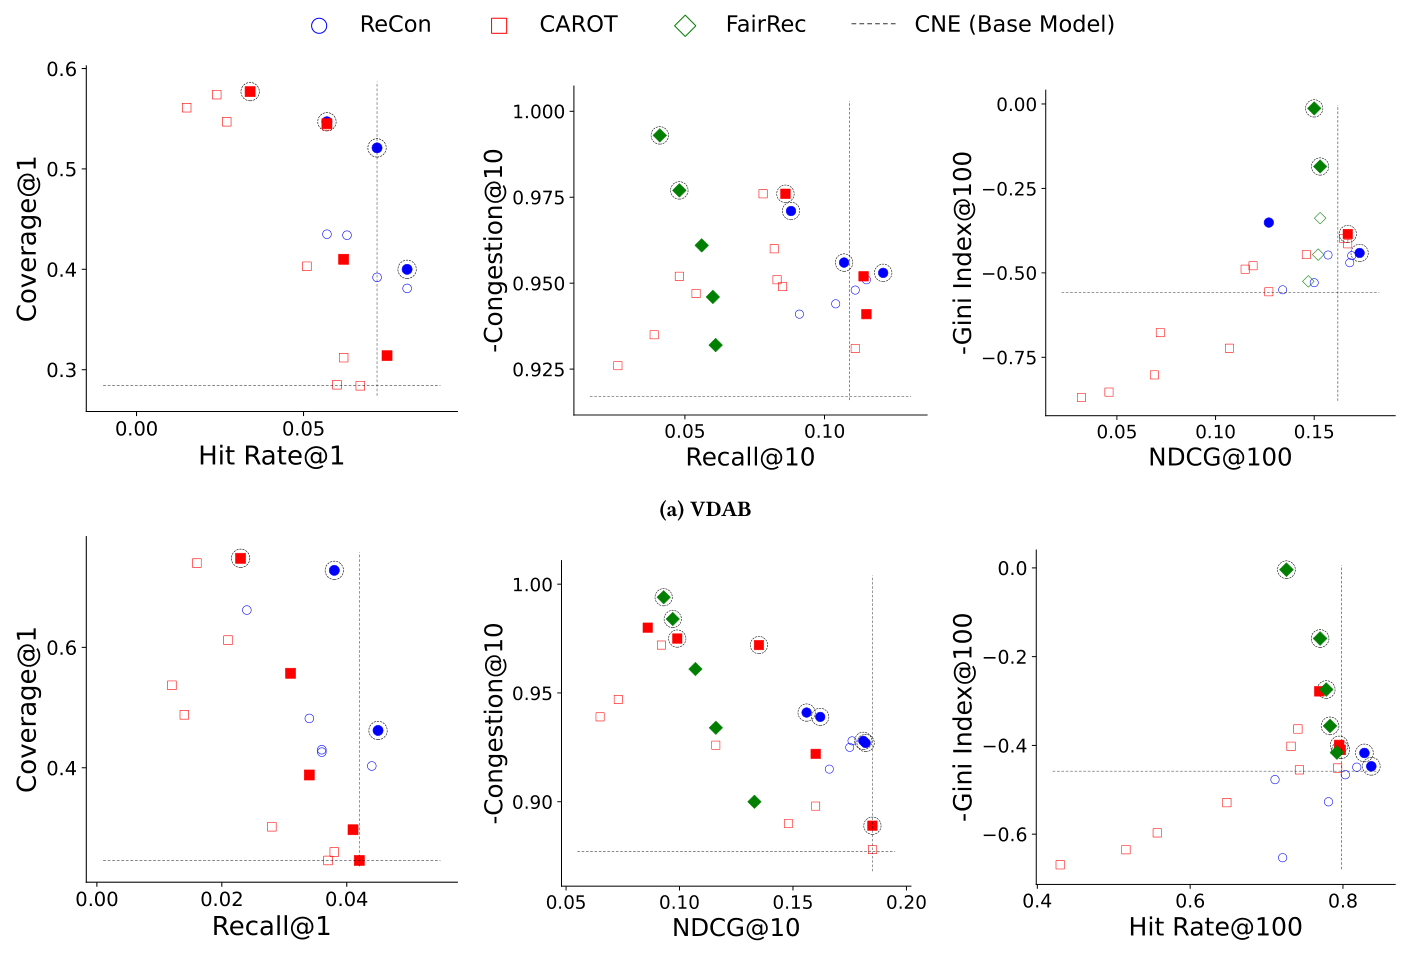 ReCon CAROT FairRec CNE (Base Model)
Coverage@1
0.6
0.5
0.4
0.3
0.00 0.05
Hit Rate@1
-Congestion@10
1.000
0.975
0.950
0.925
0.05 0.10
Recall@10
-Gini Index@100
0.00
−0.25
−0.50
−0.75
0.05 0.10 0.15
NDCG@100
(a) VDAB
Coverage@1
0.6
0.4
0.00 0.02 0.04
Recall@1
-Congestion@10
1.00
0.95
0.90
0.05 0.10 0.15 0.20
NDCG@10
-Gini Index@100
0.0
−0.2
−0.4
−0.6
0.4 0.6 0.8
Hit Rate@100